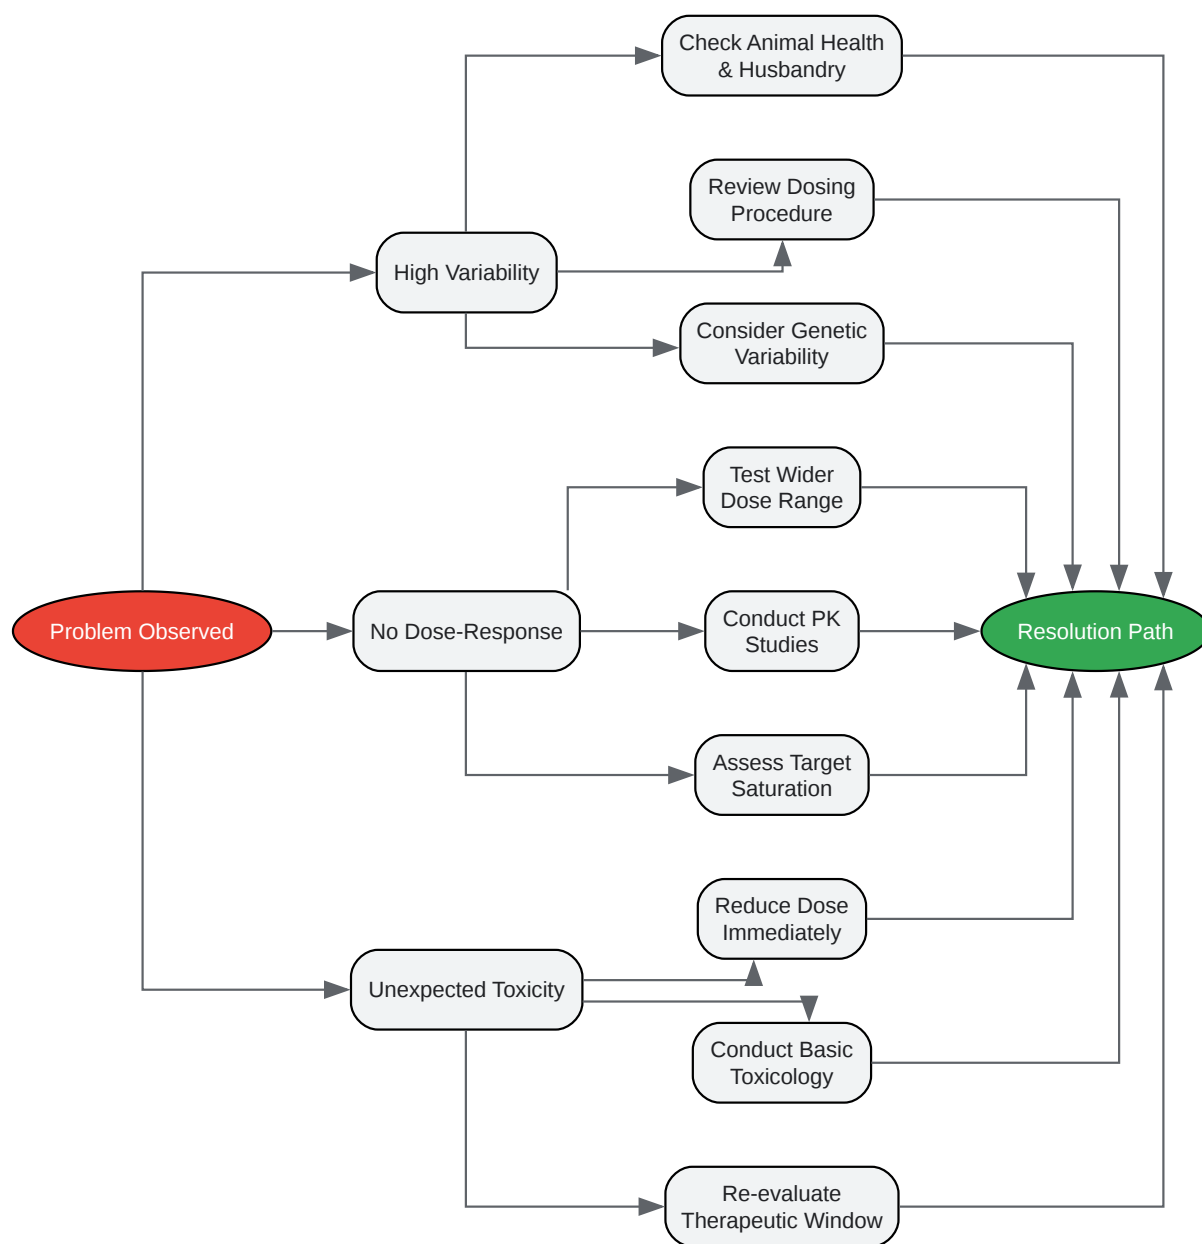 Check Animal Health
& Husbandry
Review Dosing
Procedure
High Variability
Consider Genetic
Variability
Test Wider
Dose Range
Problem Observed
No Dose-Response
Conduct PK
Studies
Resolution Path
Assess Target
Saturation
Reduce Dose
Immediately
Unexpected Toxicity
Conduct Basic
Toxicology
Re-evaluate
Therapeutic Window